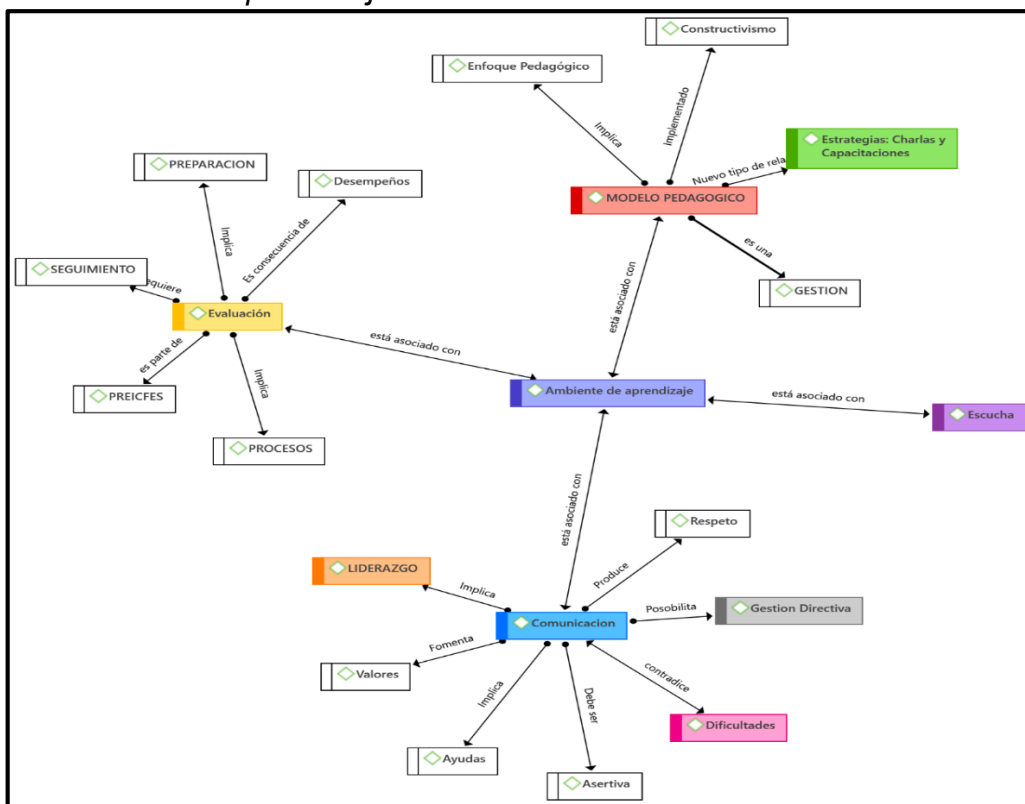 Constructivismo
Enfoque Pedagógico
Implica
Implementado
Estrategias: Charlas y
Capacitaciones
Nuevo tipo de rela
MODELO PEDAGOGICO
es una
GESTION
PREPARACION
Desempeños
Implica
Es consecuencia de
SEGUIMIENTO
equiere
Evaluación
es parte de
Implica
PREICFES
PROCESOS
está asociado con
está asociado con
Ambiente de aprendizaje
está asociado con
Escucha
está asociado con
Respeto
LIDERAZGO
Implica
Produce
Comunicacion
Posobilita
Gestion Directiva
Fomenta
Valores
Implica
Debe ser
contradice
Dificultades
Ayudas
Asertiva